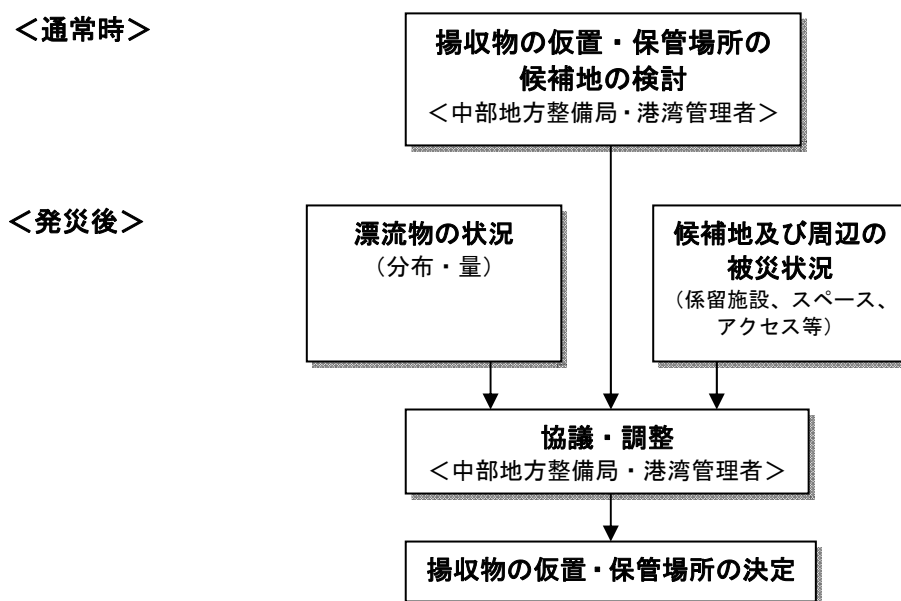 ＜通常時＞
揚収物の仮置・保管場所の
候補地の検討
＜中部地方整備局・港湾管理者＞
＜発災後＞
漂流物の状況
（分布・量）
候補地及び周辺の
被災状況
（係留施設、スペース、
アクセス等）
協議・調整
＜中部地方整備局・港湾管理者＞
揚収物の仮置・保管場所の決定